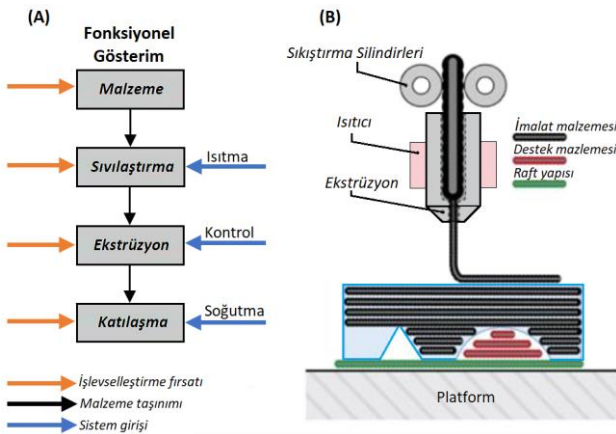 (A)
Fonksiyonel
Gösterim
Malzeme
Sıvılaştırma
Isıtma
Ekstrüzyon
Kontrol
Katılaşma
Soğutma
İşlevselleştirme fırsatı
Malzeme taşınımı
Sistem girişi
(B)
Sıkıştırma Silindirleri
Isıtıcı
Ekstrüzyon
İmalat malzemesi
Destek mazlemesi
Raft yapısı
Platform